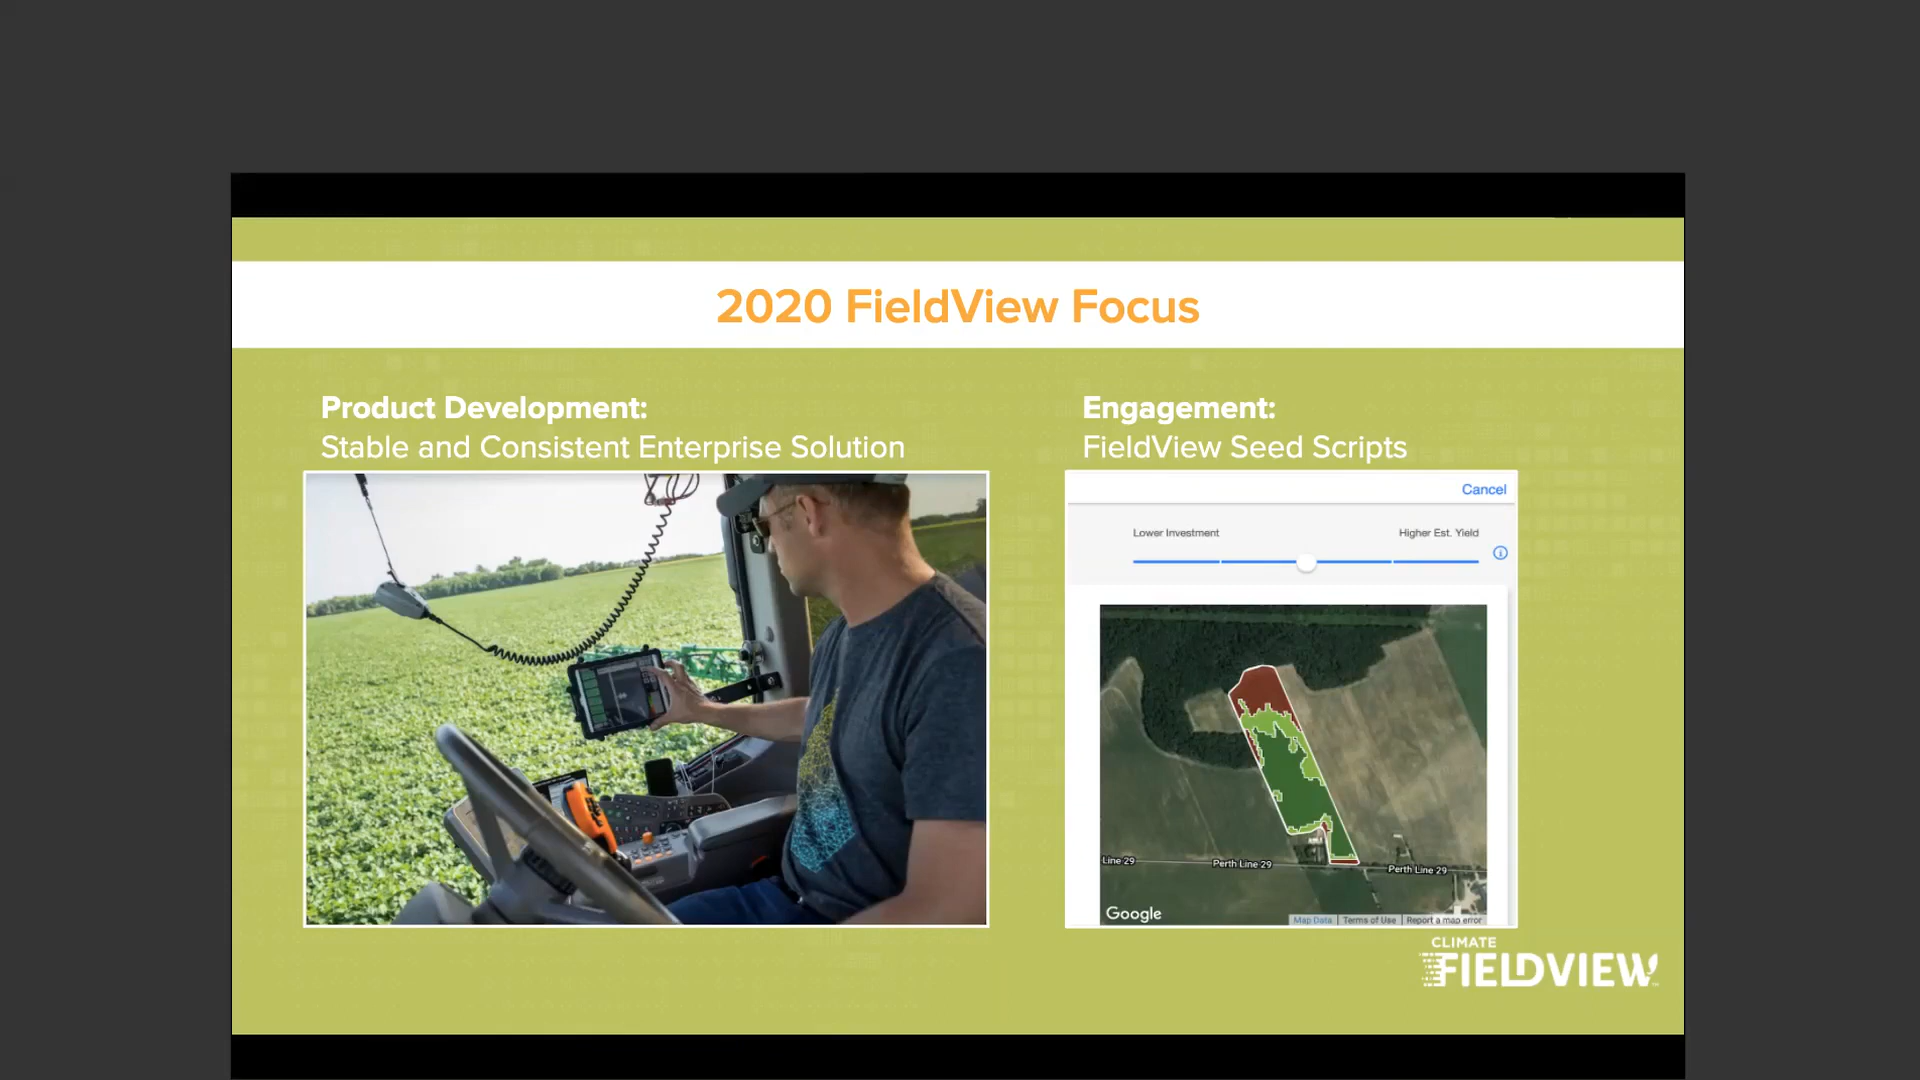 2020 FieldView Focus
Product Development:
Stable and Consistent Enterprise Solution
Engagement:
FieldView Seed Scripts
Cancel
Lower Investment
Higher Est. Yield
Line 29
Perth Line 29
Perth Line 29
Google
Map Data
Terms of Use
Report a map error
CLIMATE
FIELDVIEW